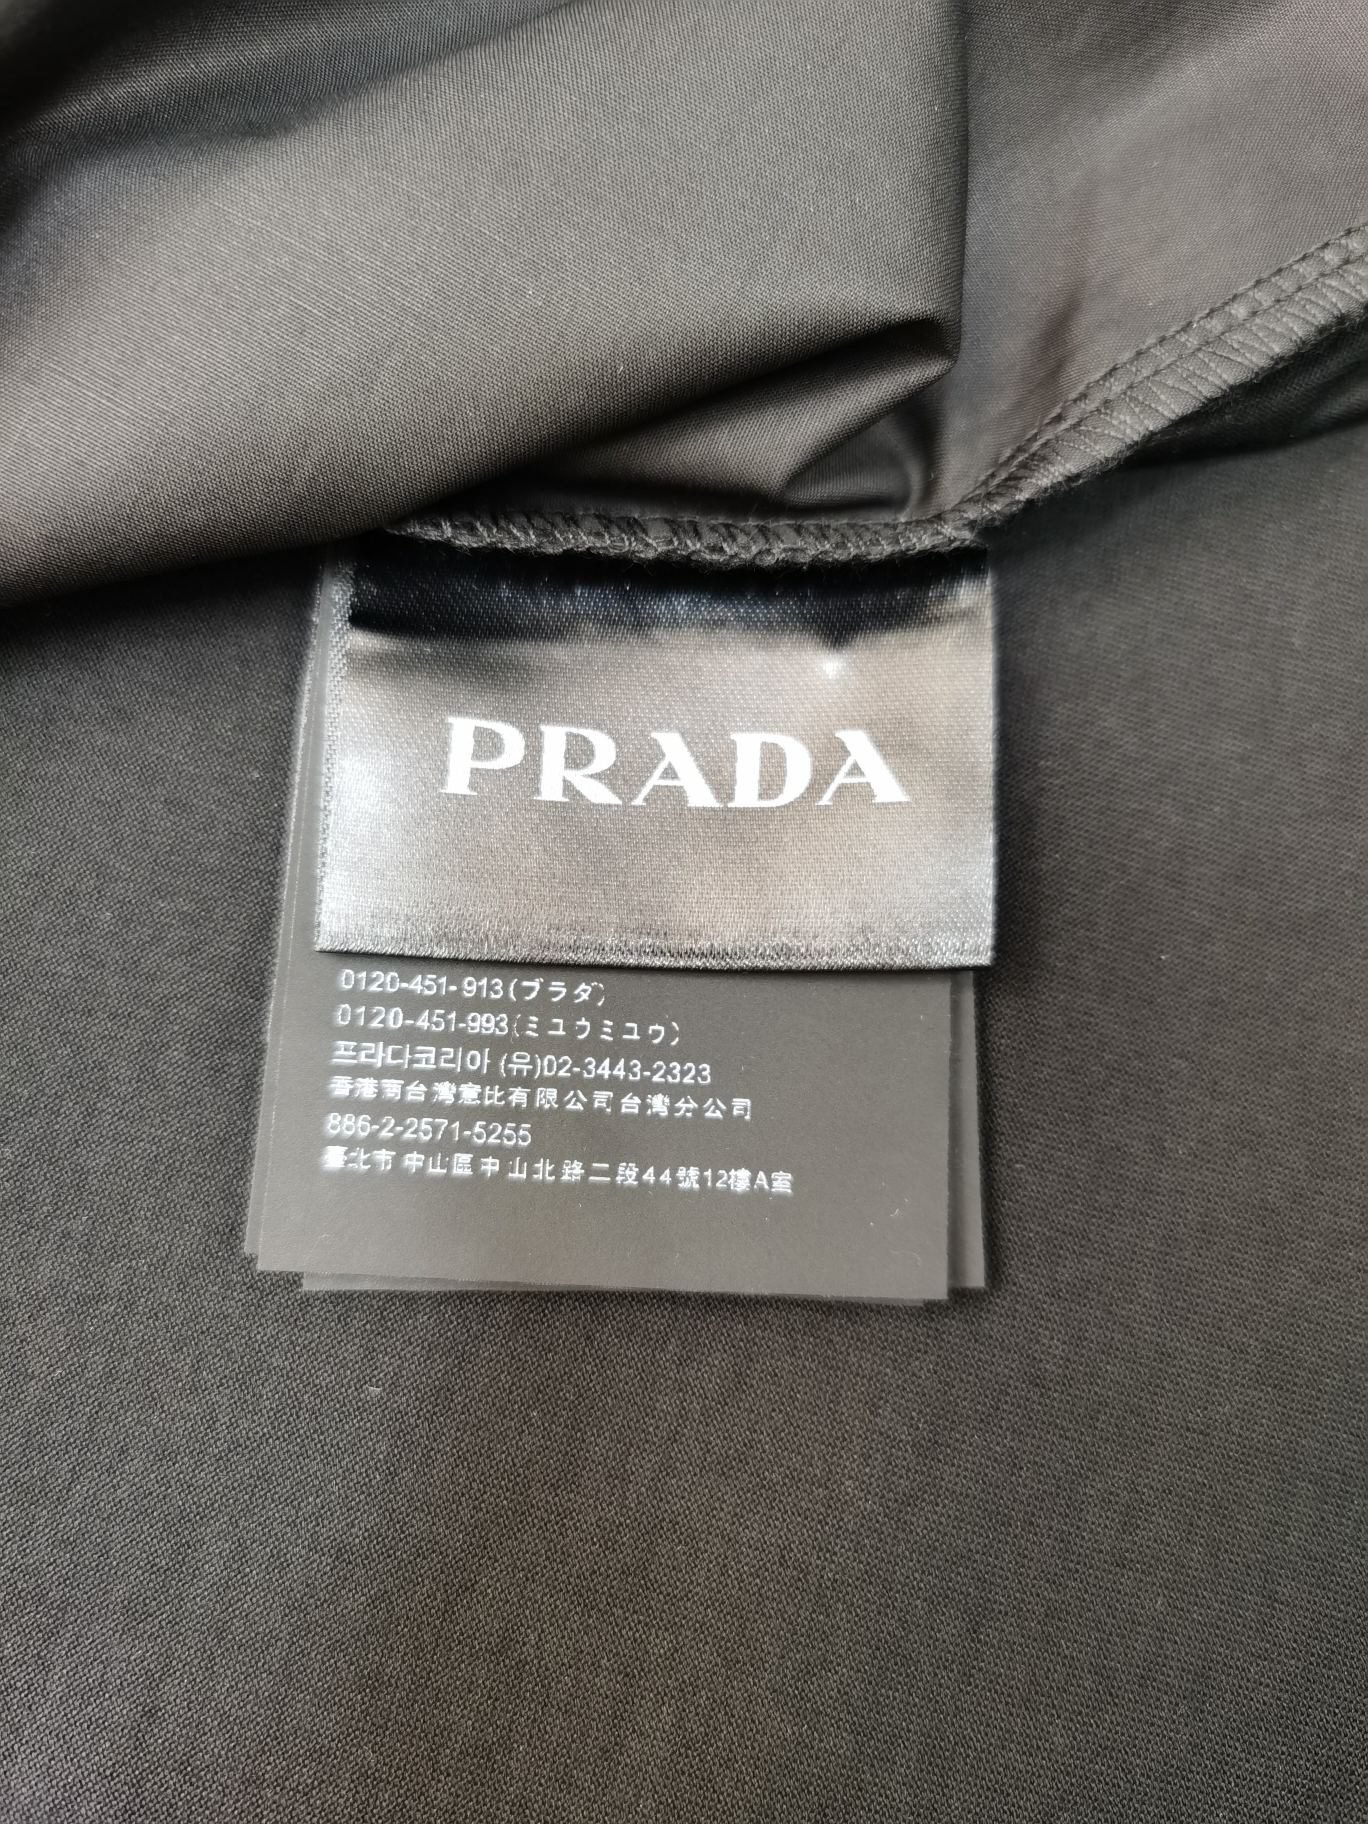 PRADA
0120-451-913(プラダ)
0120-451-993(ミュウミュウ)
프라다코리아 (유)02-3443-2323
香港商台灣意比有限公司台灣分公司
886-2-2571-5255
臺北市中山區中山北路二段44號12樓A室